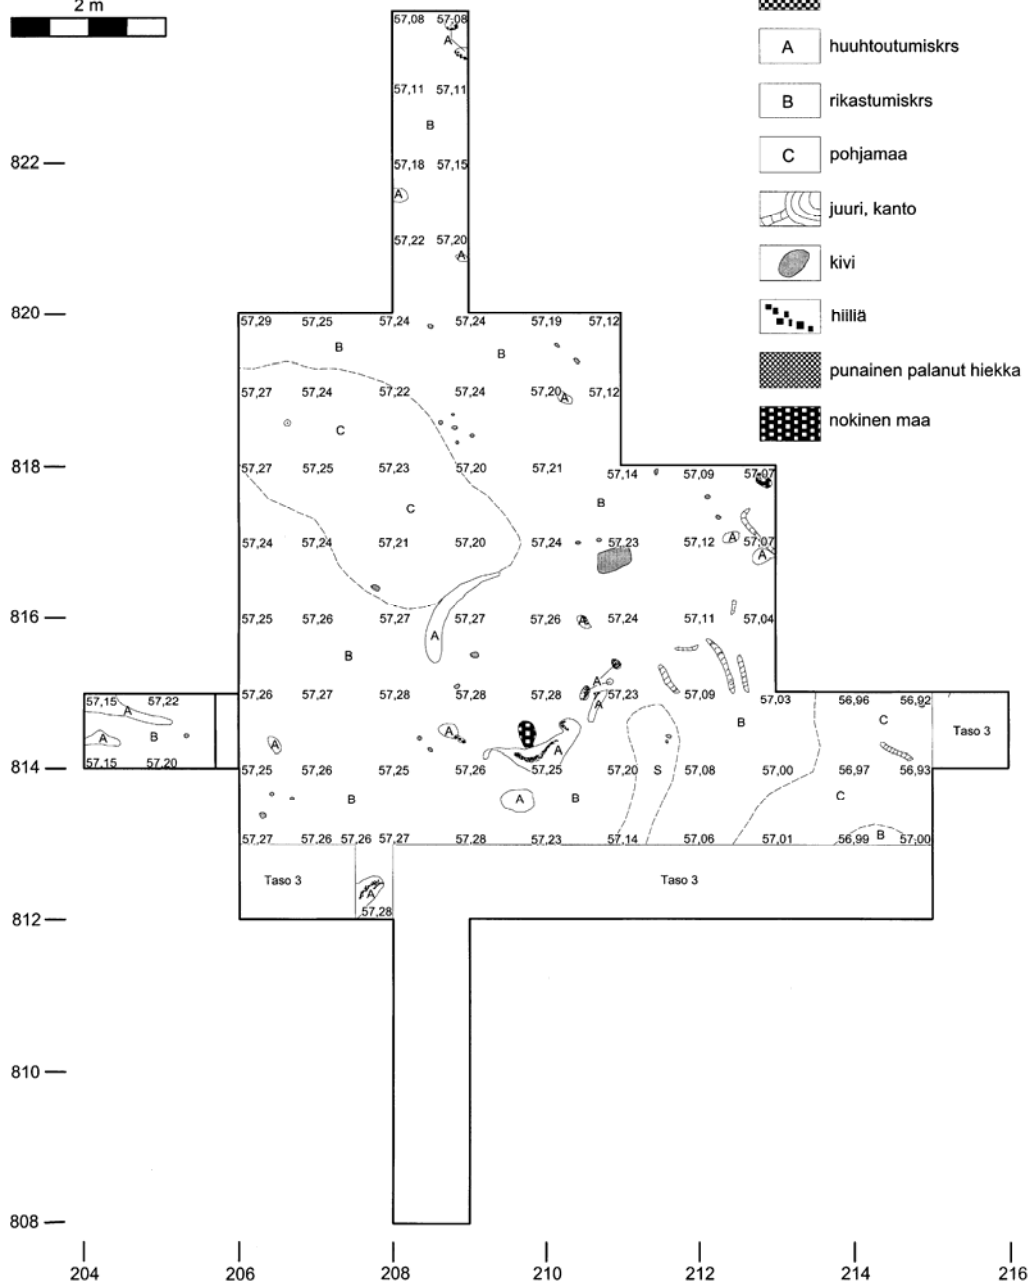 2 m
57,08 57,08
A
A huuhtoutumiskrs
57,11 57,11
B rikastumiskrs
B
C pohjamaa
822
57,18 57,15
A
juuri, kanto
57,22 57,20
A
kivi
820
57,29 57,25 57,24 57,24 57,19 57,12
hiiliä
B B
punainen palanut hiekka
57,27 57,24 57,22 57,24 57,20 57,12
A
nokinen maa
C
818
57,27 57,25 57,23 57,20 57,21 57,14 57,09 57,07
C B
57,24 57,24 57,21 57,20 57,24 57,23 57,12 57,07
A
A
816
57,25 57,26 57,27 57,27 57,26 57,24 57,11 57,04
A
A
B
A
57,26 57,27 57,28 57,28 57,28 57,23 57,09 57,03 56,96 56,92
57,15 57,22
A A
B C
A B A A A Taso 3
814
57,15 57,20 57,25 57,26 57,25 57,26 57,25 57,20 S 57,08 57,00 56,97 56,93
B A B C
B
57,27 57,26 57,26 57,27 57,28 57,23 57,14 57,06 57,01 56,99 57,00
Taso 3 A Taso 3
57,28
812
810
808
204 206 208 210 212 214 216